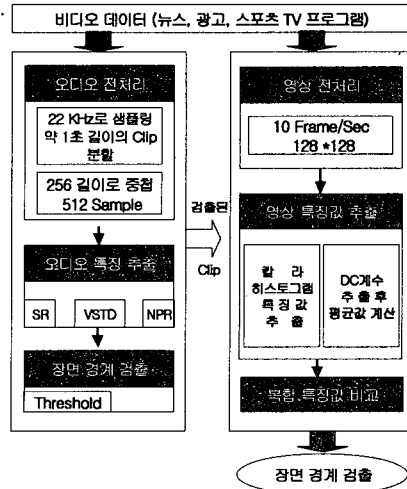 비디오 데이터 (뉴스, 광고, 스포츠 TV 프로그램)
오디오 전처리
22 KHz로 샘플링
약 1초 길이의 Clip
분할
256 길이로 중첩
512 Sample
오디오 특징 추출
SR VSTD NPR
장면 경계 검출
Threshold
검출된
Clip
영상 전처리
10 Frame/Sec
128 *128
영상 특징값 추출
칼 라
히스토그램
특 징 값
추 출
DC계수
추 출 후
평균값 계산
복합 특징값 비교
장면 경계 검출